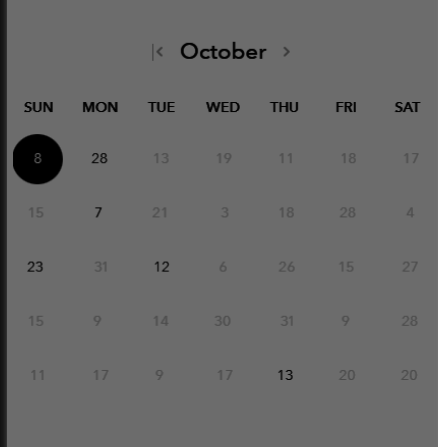 |< October >
SUN MON TUE WED THU FRI SAT
8 28 13 19 11 18 17
15 7 21 3 18 28 4
23 31 12 6 26 15 27
15 9 14 30 31 9 28
11 17 9 17 13 20 20